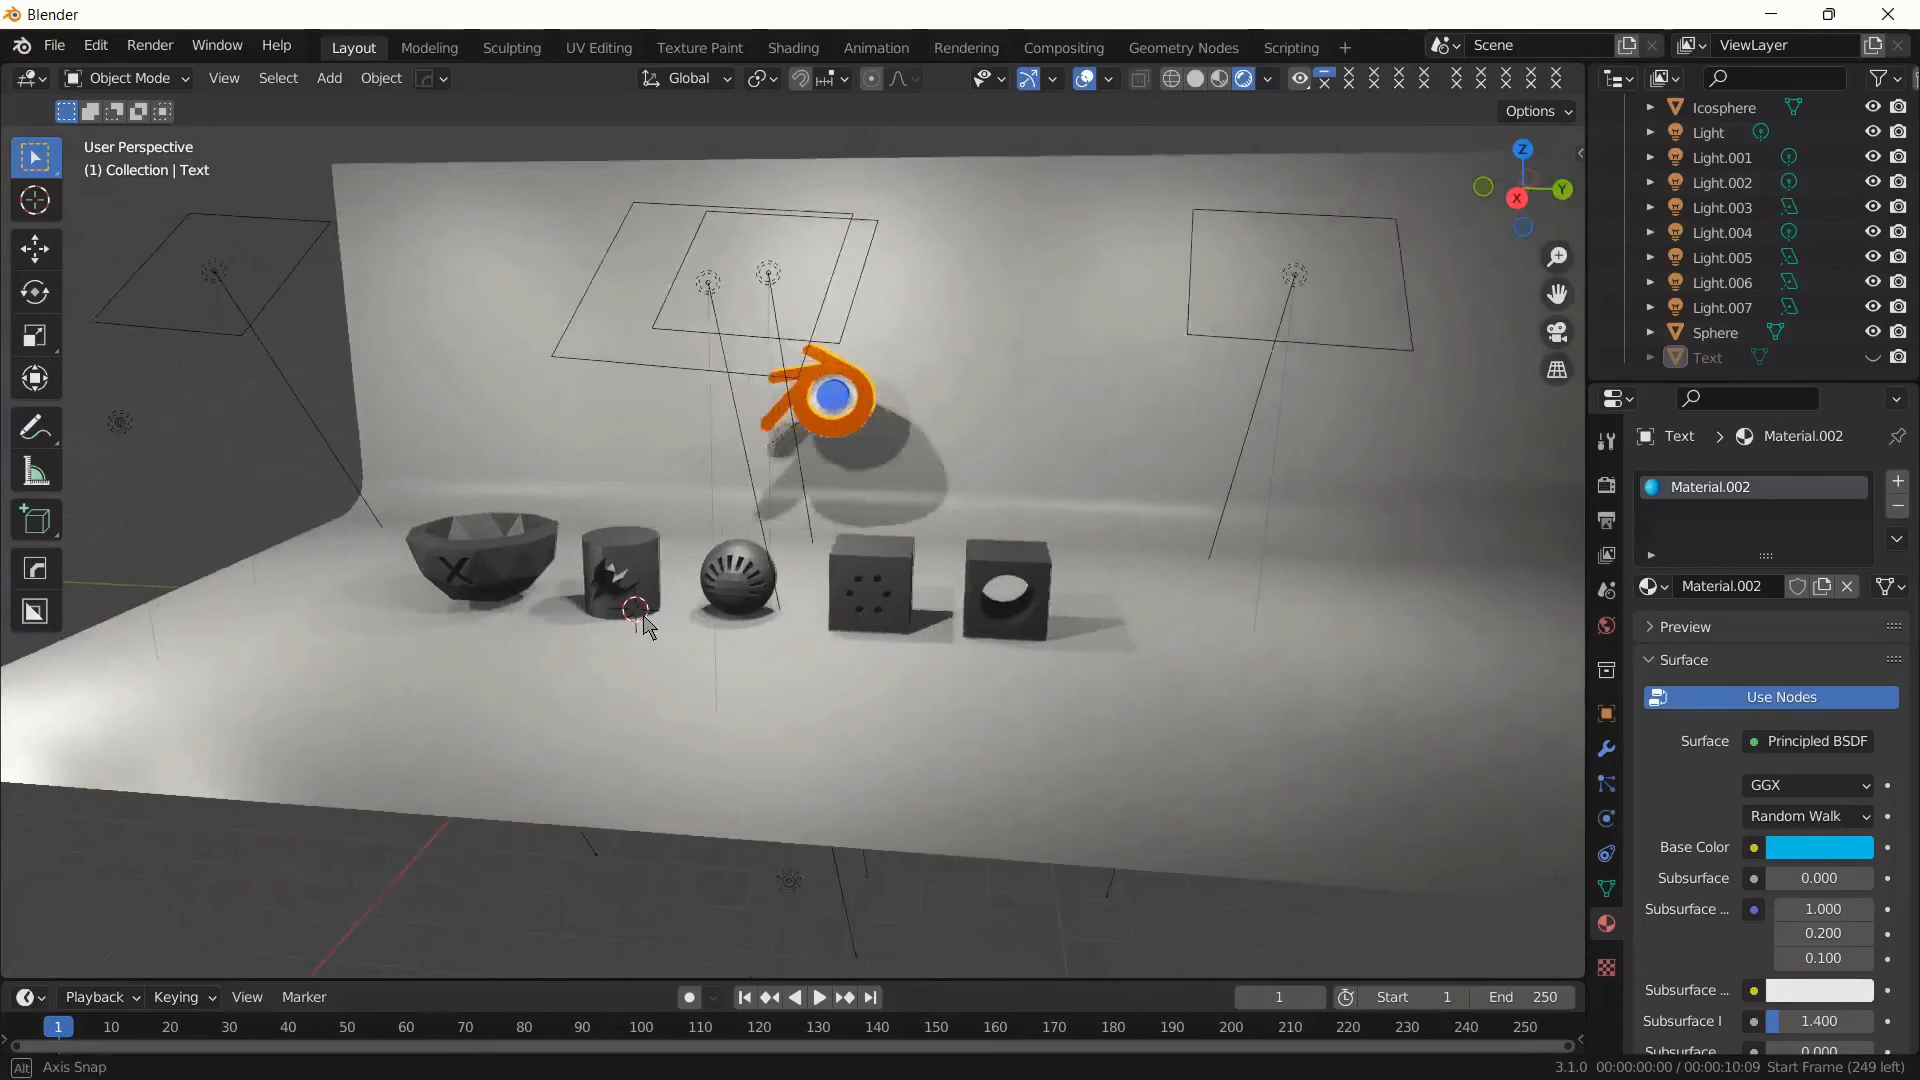 Blender
File Edit Render Window Help Layout Modeling Sculpting UV Editing Texture Paint Shading Animation Rendering Compositing Geometry Nodes Scripting + Scene ViewLayer
Object Mode View Select Add Object Global
Options
User Perspective
(1) Collection | Text
Z
Y
X
X
Icosphere
Light
Light.001
Light.002
Light.003
Light.004
Light.005
Light.006
Light.007
Sphere
Text
Text > Material.002
Material.002
Material.002
Preview
Surface
Use Nodes
Surface Principled BSDF
GGX
Random Walk
Base Color
Subsurface 0.000
Subsurface ... 1.000
0.200
0.100
Subsurface ...
Subsurface I 1.400
Subsurface ... 0.000
Playback Keying View Marker 1 Start 1 End 250
1 10 20 30 40 50 60 70 80 90 100 110 120 130 140 150 160 170 180 190 200 210 220 230 240 250
Alt Axis Snap 3.1.0 00:00:00:00 / 00:00:10:09 Start Frame (249 left)